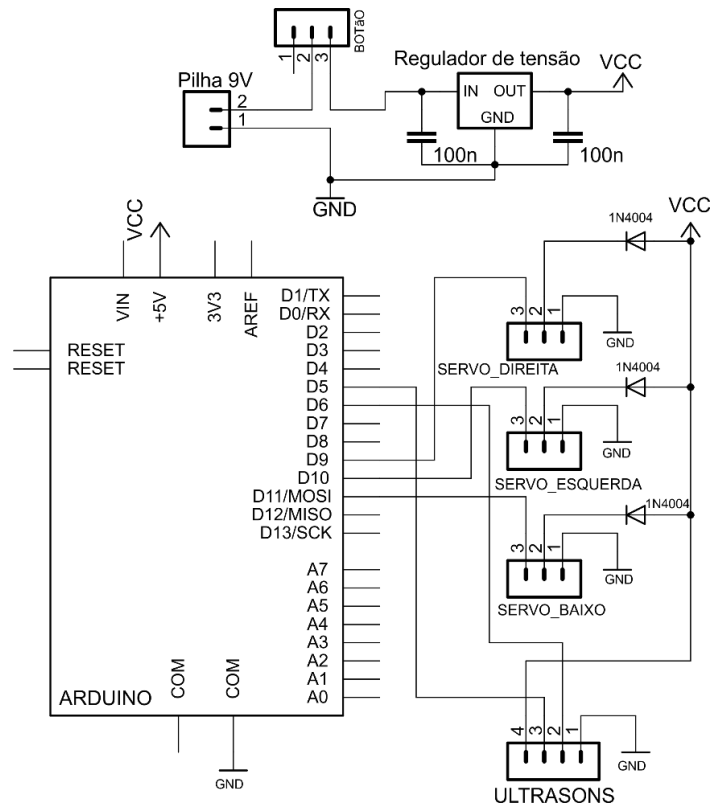 BOTãO
1
2
3
Regulador de tensão
VCC
Pilha 9V
2
1
IN OUT
GND
100n
100n
GND
VCC
VCC
1N4004
VIN
+5V
3V3
AREF
D1/TX
D0/RX
D2
RESET
D3
RESET
D4
D5
D6
D7
D8
D9
D10
D11/MOSI
D12/MISO
D13/SCK
A7
A6
A5
A4
A3
A2
A1
A0
3
2
1
GND
SERVO_DIREITA
1N4004
3
2
1
GND
SERVO_ESQUERDA
1N4004
3
2
1
GND
SERVO_BAIXO
COM
COM
ARDUINO
GND
4
3
2
1
GND
ULTRASONS